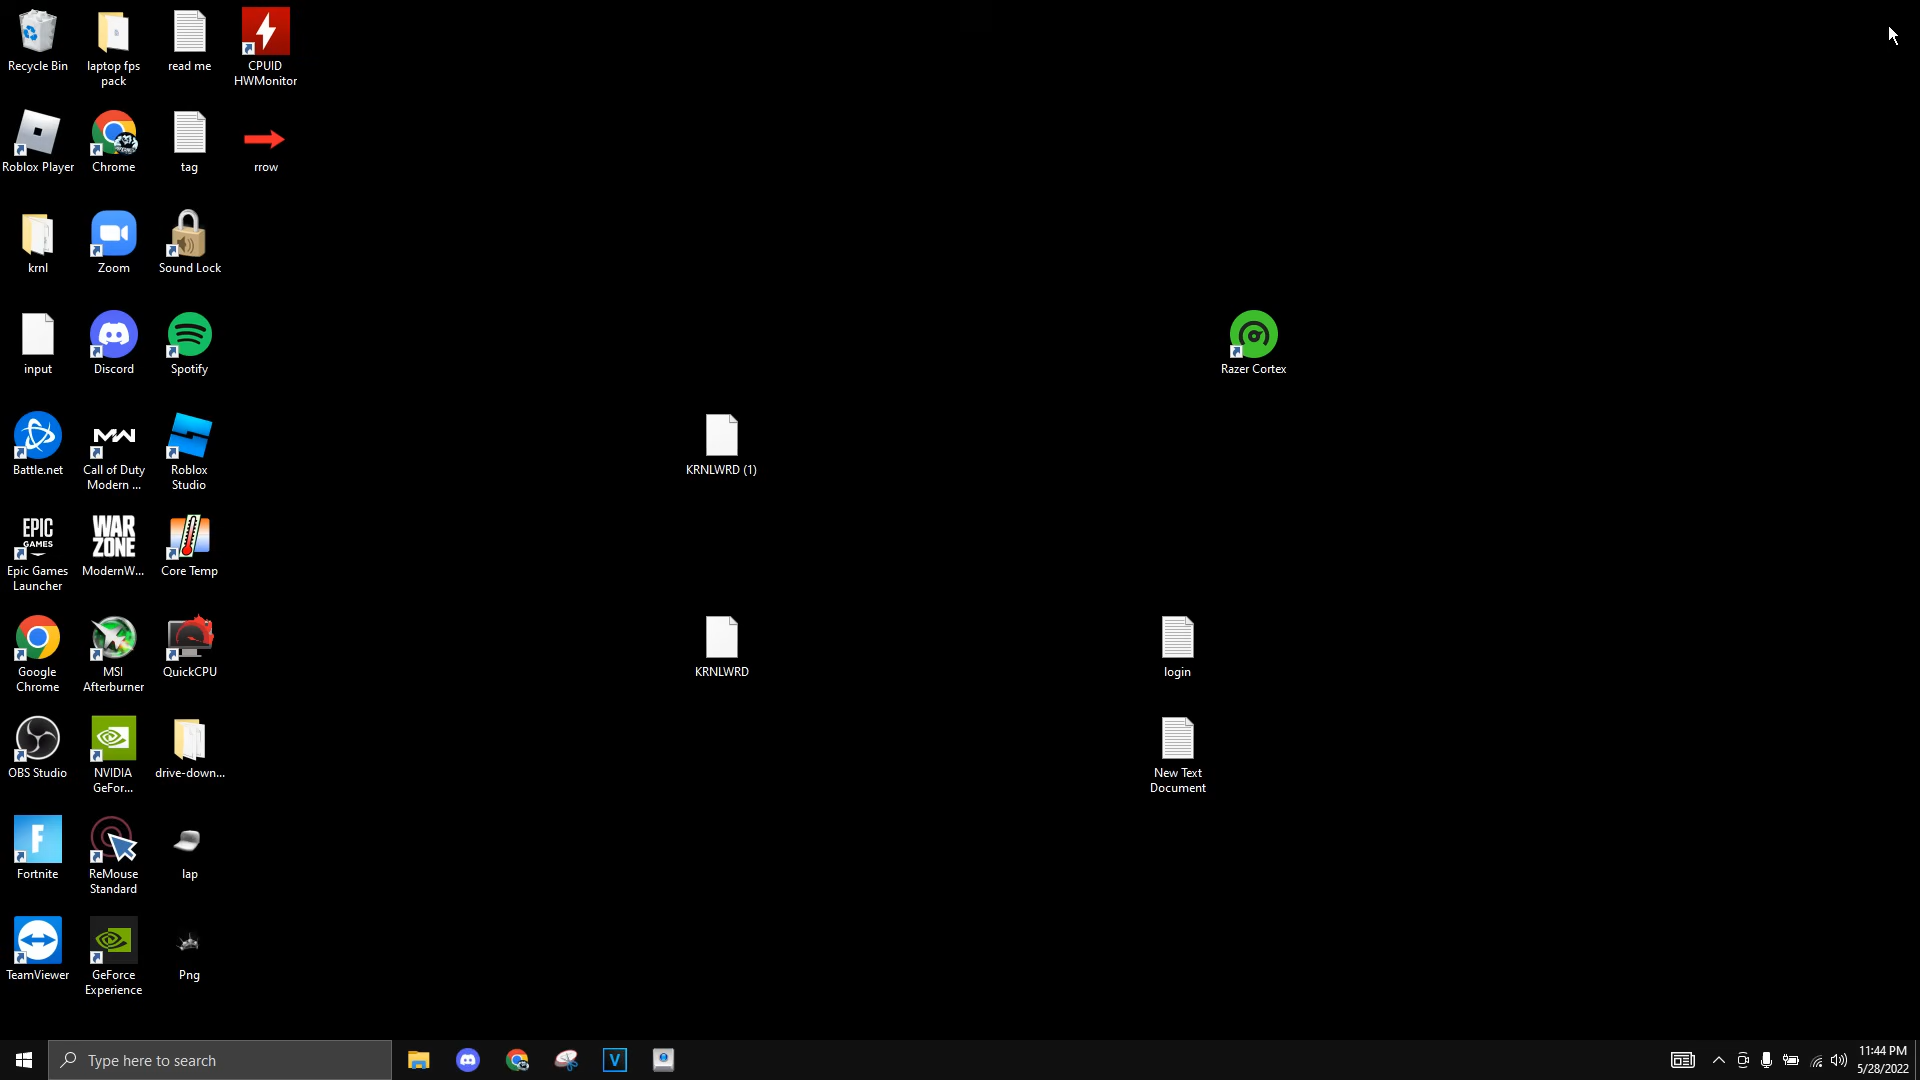 Recycle Bin
laptop fps
pack
read me
CPUID
HWMonitor
Roblox Player
Chrome
tag
rrow
krnl
Zoom
Sound Lock
input
Discord
Spotify
Razer Cortex
Battle.net
MW
Call of Duty
Modern ...
Roblox
Studio
KRNLWRD (1)
EPIC
GAMES
Epic Games
Launcher
WAR
ZONE
ModernW...
Core Temp
Google
Chrome
MSI
Afterburner
QuickCPU
KRNLWRD
login
OBS Studio
NVIDIA
GeFor...
drive-down...
New Text
Document
F
Fortnite
ReMouse
Standard
lap
TeamViewer
GeForce
Experience
Png
Type here to search
V
11:44 PM
5/28/2022